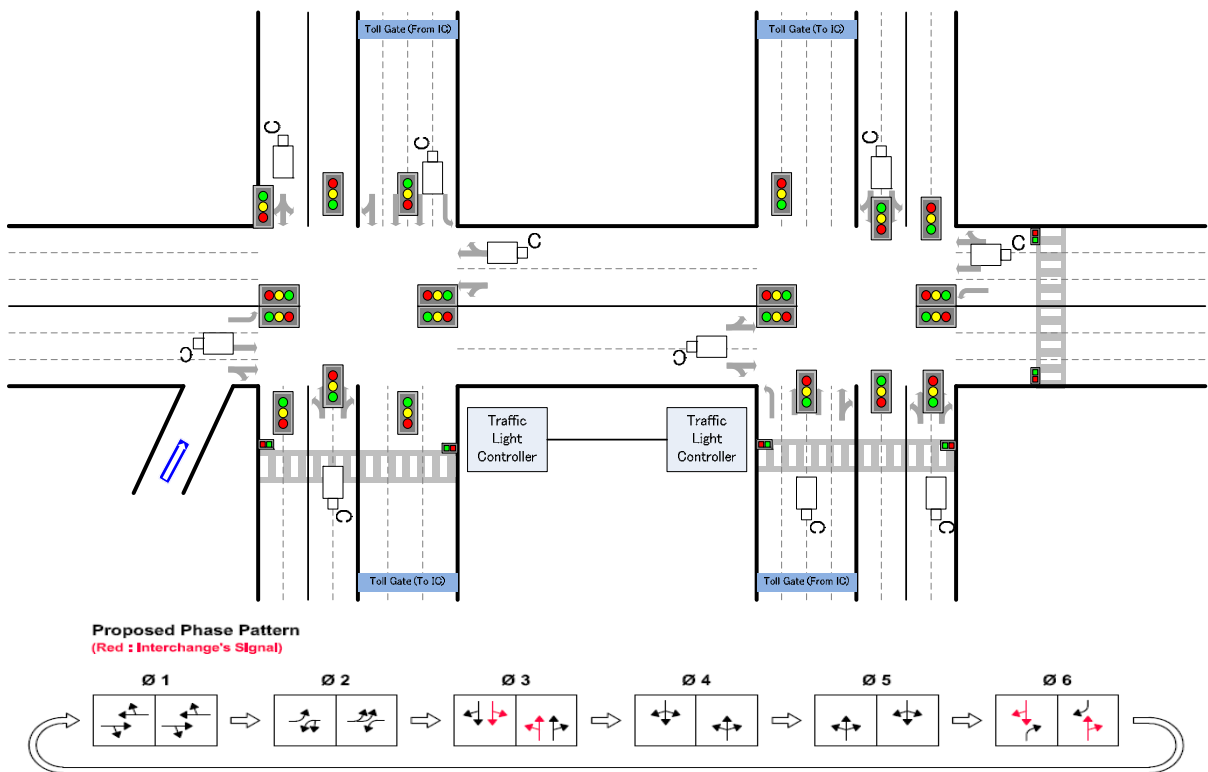 Toll Gate (From IC)
Toll Gate (To IC)
C
C
C
C
C
C
C
Traffic
Light
Controller
Traffic
Light
Controller
C
C
C
Toll Gate (To IC)
Toll Gate (From IC)
Proposed Phase Pattern
(Red : Interchange's Signal)
Ø 1
Ø 2
Ø 3
Ø 4
Ø 5
Ø 6